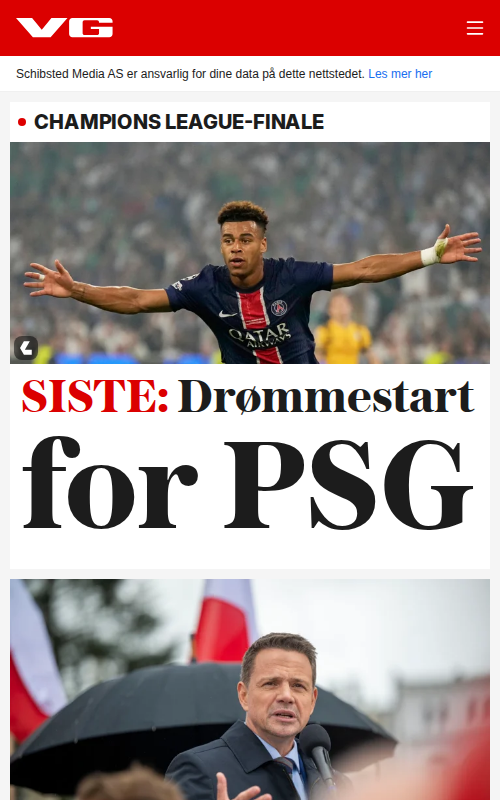 VG
Schibsted Media AS er ansvarlig for dine data på dette nettstedet. Les mer her
CHAMPIONS LEAGUE-FINALE
QATAR
AIRWAYS
SISTE: Drømmestart
for PSG